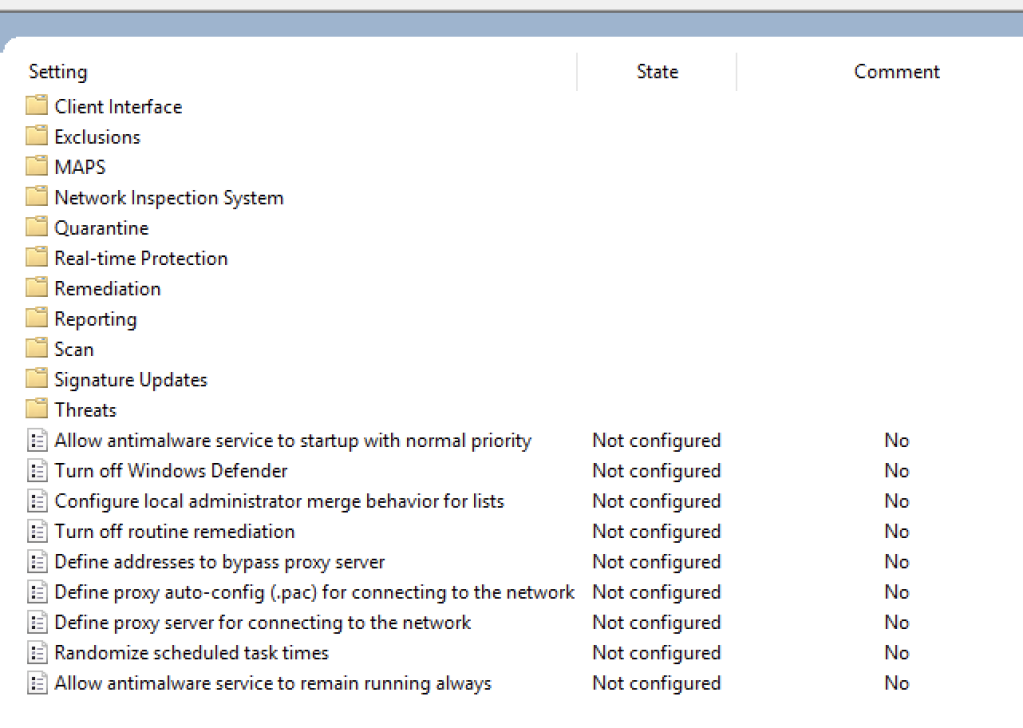 Setting State Comment
Client Interface
Exclusions
MAPS
Network Inspection System
Quarantine
Real-time Protection
Remediation
Reporting
Scan
Signature Updates
Threats
Allow antimalware service to startup with normal priority Not configured No
Turn off Windows Defender Not configured No
Configure local administrator merge behavior for lists Not configured No
Turn off routine remediation Not configured No
Define addresses to bypass proxy server Not configured No
Define proxy auto-config (.pac) for connecting to the network Not configured No
Define proxy server for connecting to the network Not configured No
Randomize scheduled task times Not configured No
Allow antimalware service to remain running always Not configured No